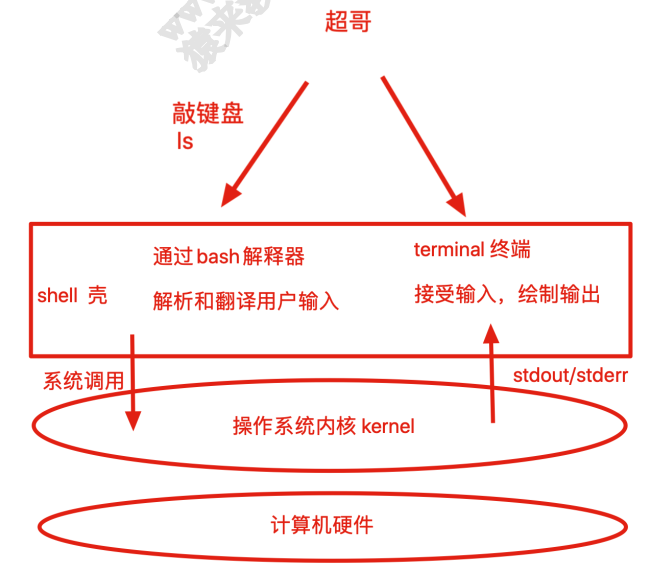 超哥
敲键盘
ls
通过bash解释器
terminal 终端
shell 壳
解析和翻译用户输入
接受输入，绘制输出
系统调用
stdout/stderr
操作系统内核 kernel
计算机硬件